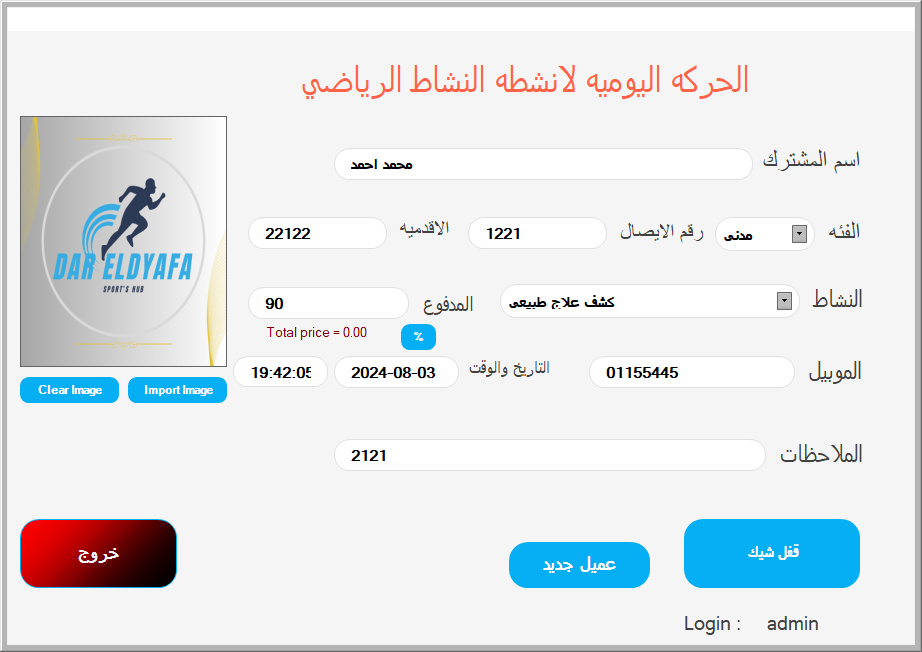 الحركه اليوميه لانشطه النشاط الرياضي
اسم المشترك محمد احمد
الفئه مدنى رقم الايصال 1221 الاقدميه 22122
النشاط كشف علاج طبيعى المدفوع 90
Total price = 0.00 %
الموبيل 01155445 التاريخ والوقت 2024-08-03 19:42:05
DAR ELDYAFA
SPORT'S HUB
Clear Image Import Image
الملاحظات 2121
قفل شيك
عميل جديد
خروج
Login : admin